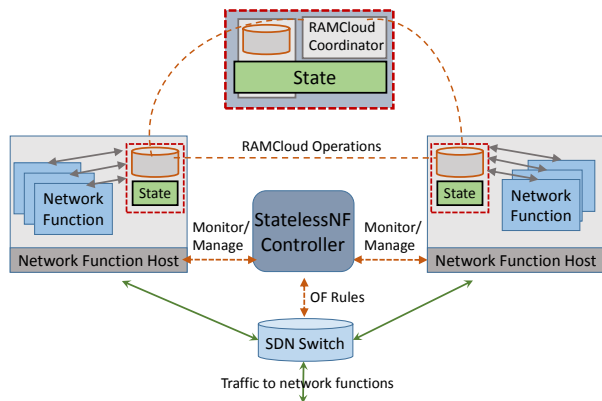 RAMCloud
Coordinator
State
RAMCloud Operations
State
State
Network
Function
Network
Function
StatelessNF
Controller
Monitor/
Manage
Monitor/
Manage
Network Function Host
Network Function Host
OF Rules
SDN Switch
Traffic to network functions